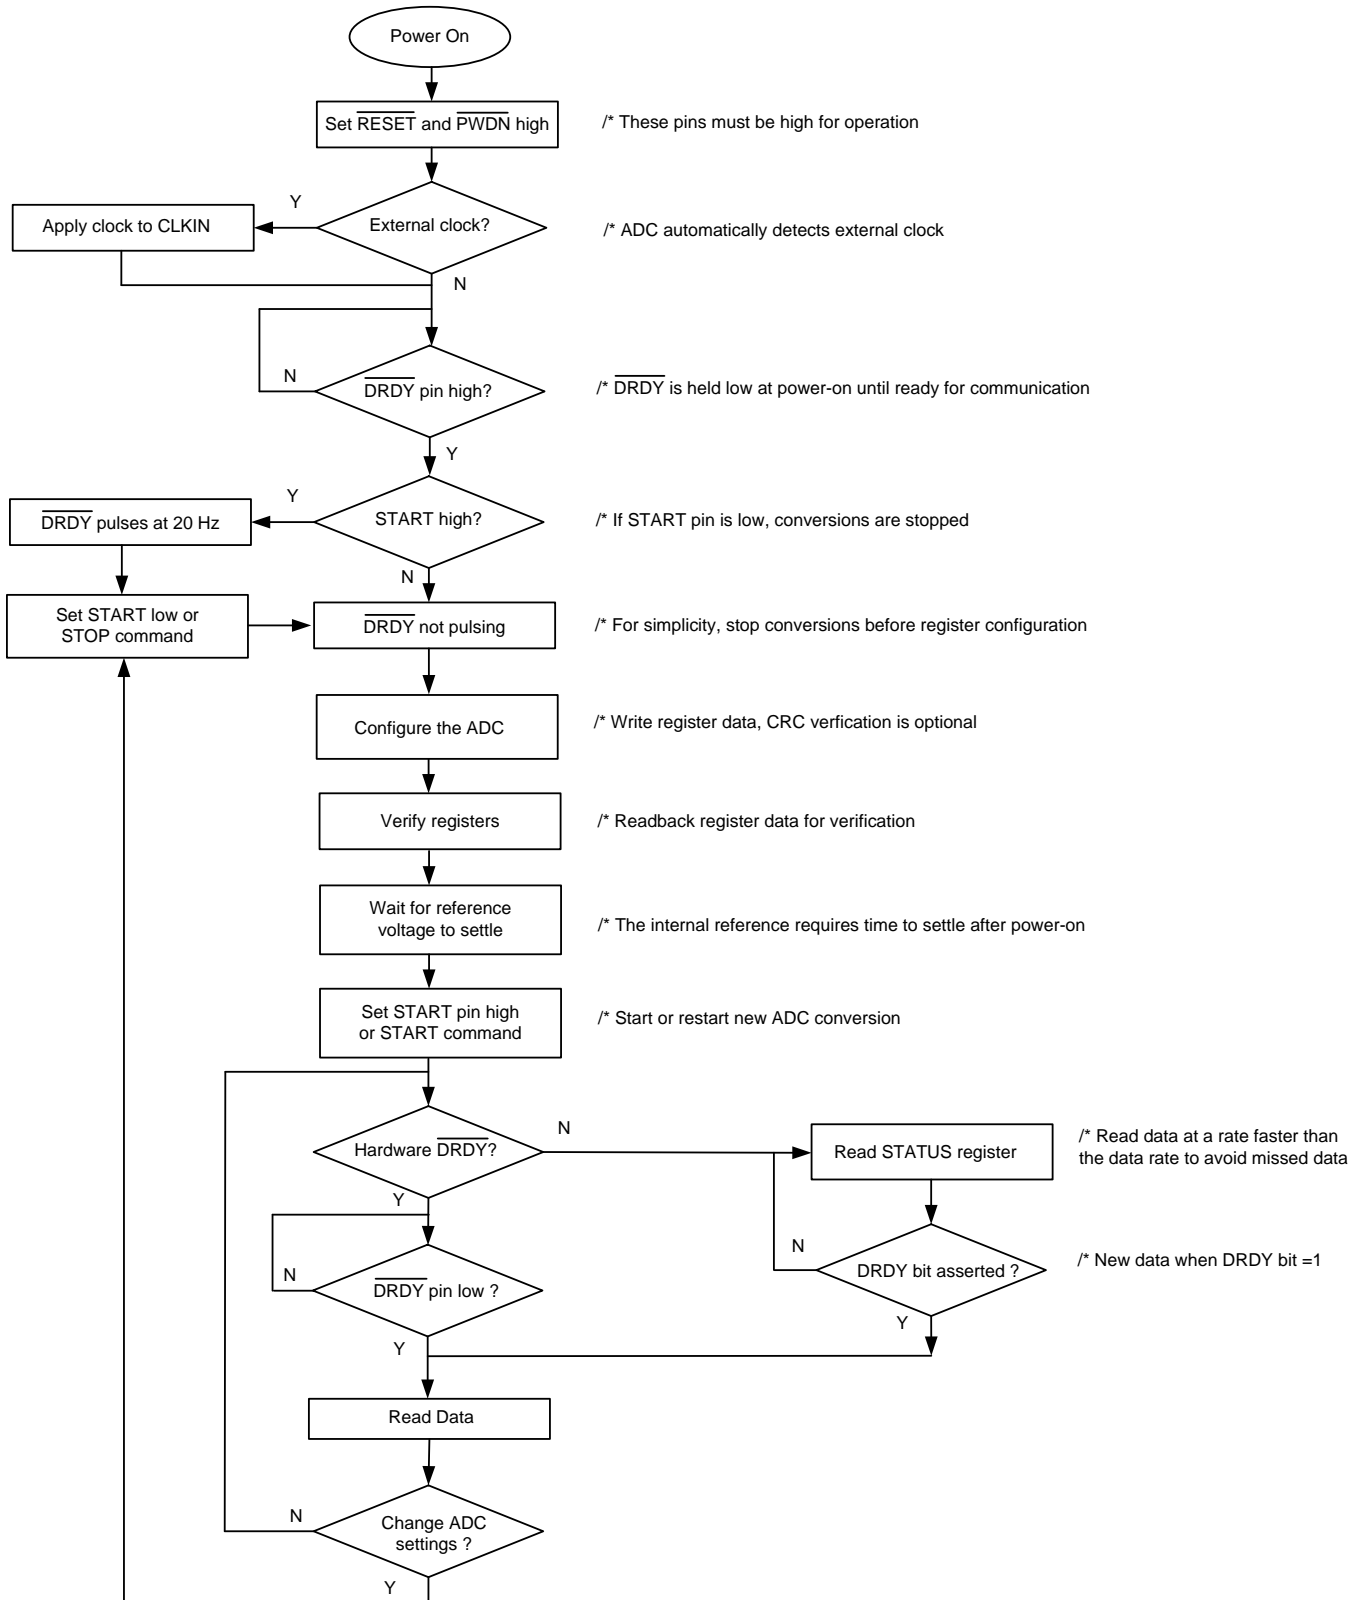 Power On
Set RESET and PWDN high
/* These pins must be high for operation
Y
Apply clock to CLKIN
External clock?
/* ADC automatically detects external clock
N
N
DRDY pin high?
/* DRDY is held low at power-on until ready for communication
Y
Y
DRDY pulses at 20 Hz
START high?
/* If START pin is low, conversions are stopped
N
Set START low or
STOP command
DRDY not pulsing
/* For simplicity, stop conversions before register configuration
Configure the ADC
/* Write register data, CRC verfication is optional
Verify registers
/* Readback register data for verification
Wait for reference
voltage to settle
/* The internal reference requires time to settle after power-on
Set START pin high
or START command
/* Start or restart new ADC conversion
Hardware DRDY?
N
Read STATUS register
/* Read data at a rate faster than
the data rate to avoid missed data
Y
N
DRDY pin low ?
N
DRDY bit asserted ?
/* New data when DRDY bit =1
Y
Y
Read Data
N
Change ADC
settings ?
Y